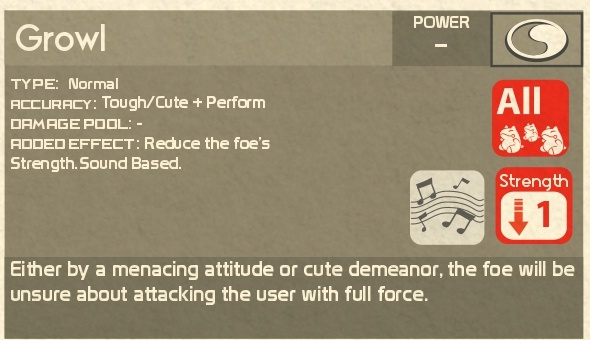 Growl
POWER
–
TYPE: Normal
ACCURACY: Tough/Cute + Perform
DAMAGE POOL: -
ADDED EFFECT: Reduce the foe's
Strength.Sound Based.
All
Strength
1
Either by a menacing attitude or cute demeanor, the foe will be
unsure about attacking the user with full force.